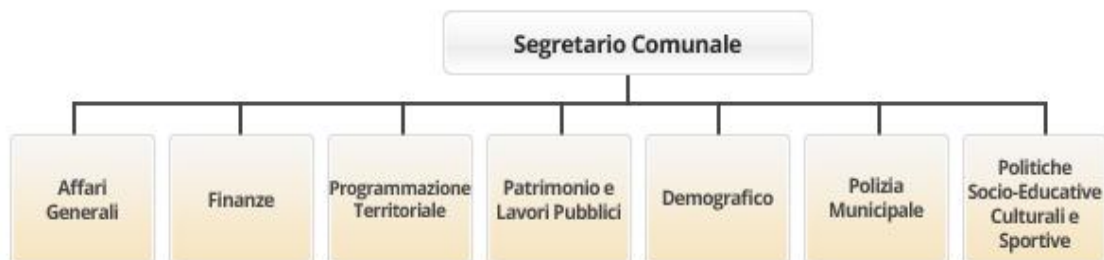 Segretario Comunale
Affari
Generali
Finanze
Programmazione
Territoriale
Patrimonio e
Lavori Pubblici
Demografico
Polizia
Municipale
Politiche
Socio-Educative
Culturali e
Sportive